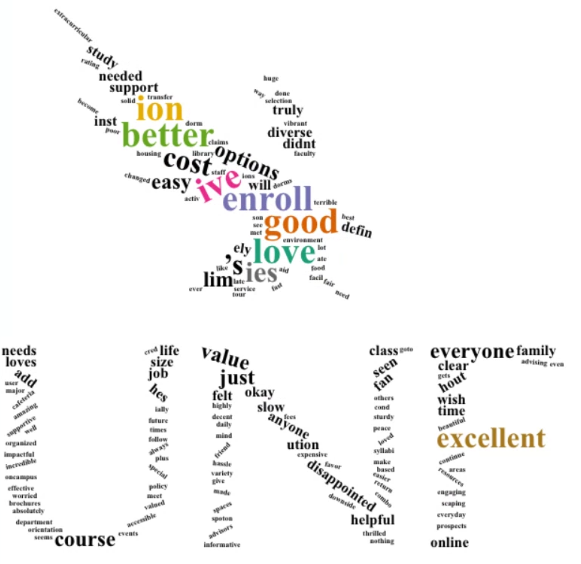 extracurricular
study
eating
needed
support
solid transfer
become ion
inst dorm
poor better claims
housing library options
cost staff ions
changed easy ive will dorms
activ enroll terrible
huge
way done
selection
truly
vibrant
diverse
didnt
faculty
son good best
see defin
met environment
ely love lot
's ate
like ies aid food
lim late facil fair
ever service fast need
tour
needs
loves
add
user
major
cafeteria
amazing
supportive
well
organized
impactful
incredible
oncampus
effective
worried
brochures
absolutely
department
orientation
seems course events
cred life
size
job
hes
ially
future
times
follow
always
plus
special
policy
meet
valued
accessible
value
just
felt okay
highly slow
decent fees
daily anyone
mind ution
friend expensive
hassle favor
variety disappointed
give downside
made
spaces
spoton
advisors
informative
class goto
seen
fan
others
cond
sturdy
peace
loved
syllabi
make
based
easier
return
combo
helpful
thrilled
nothing
everyone family
clear advising even
gets
hout
wish
time
beautiful
excellent
continue
areas
resources
engaging
scaping
everyday
prospects
online
UNE